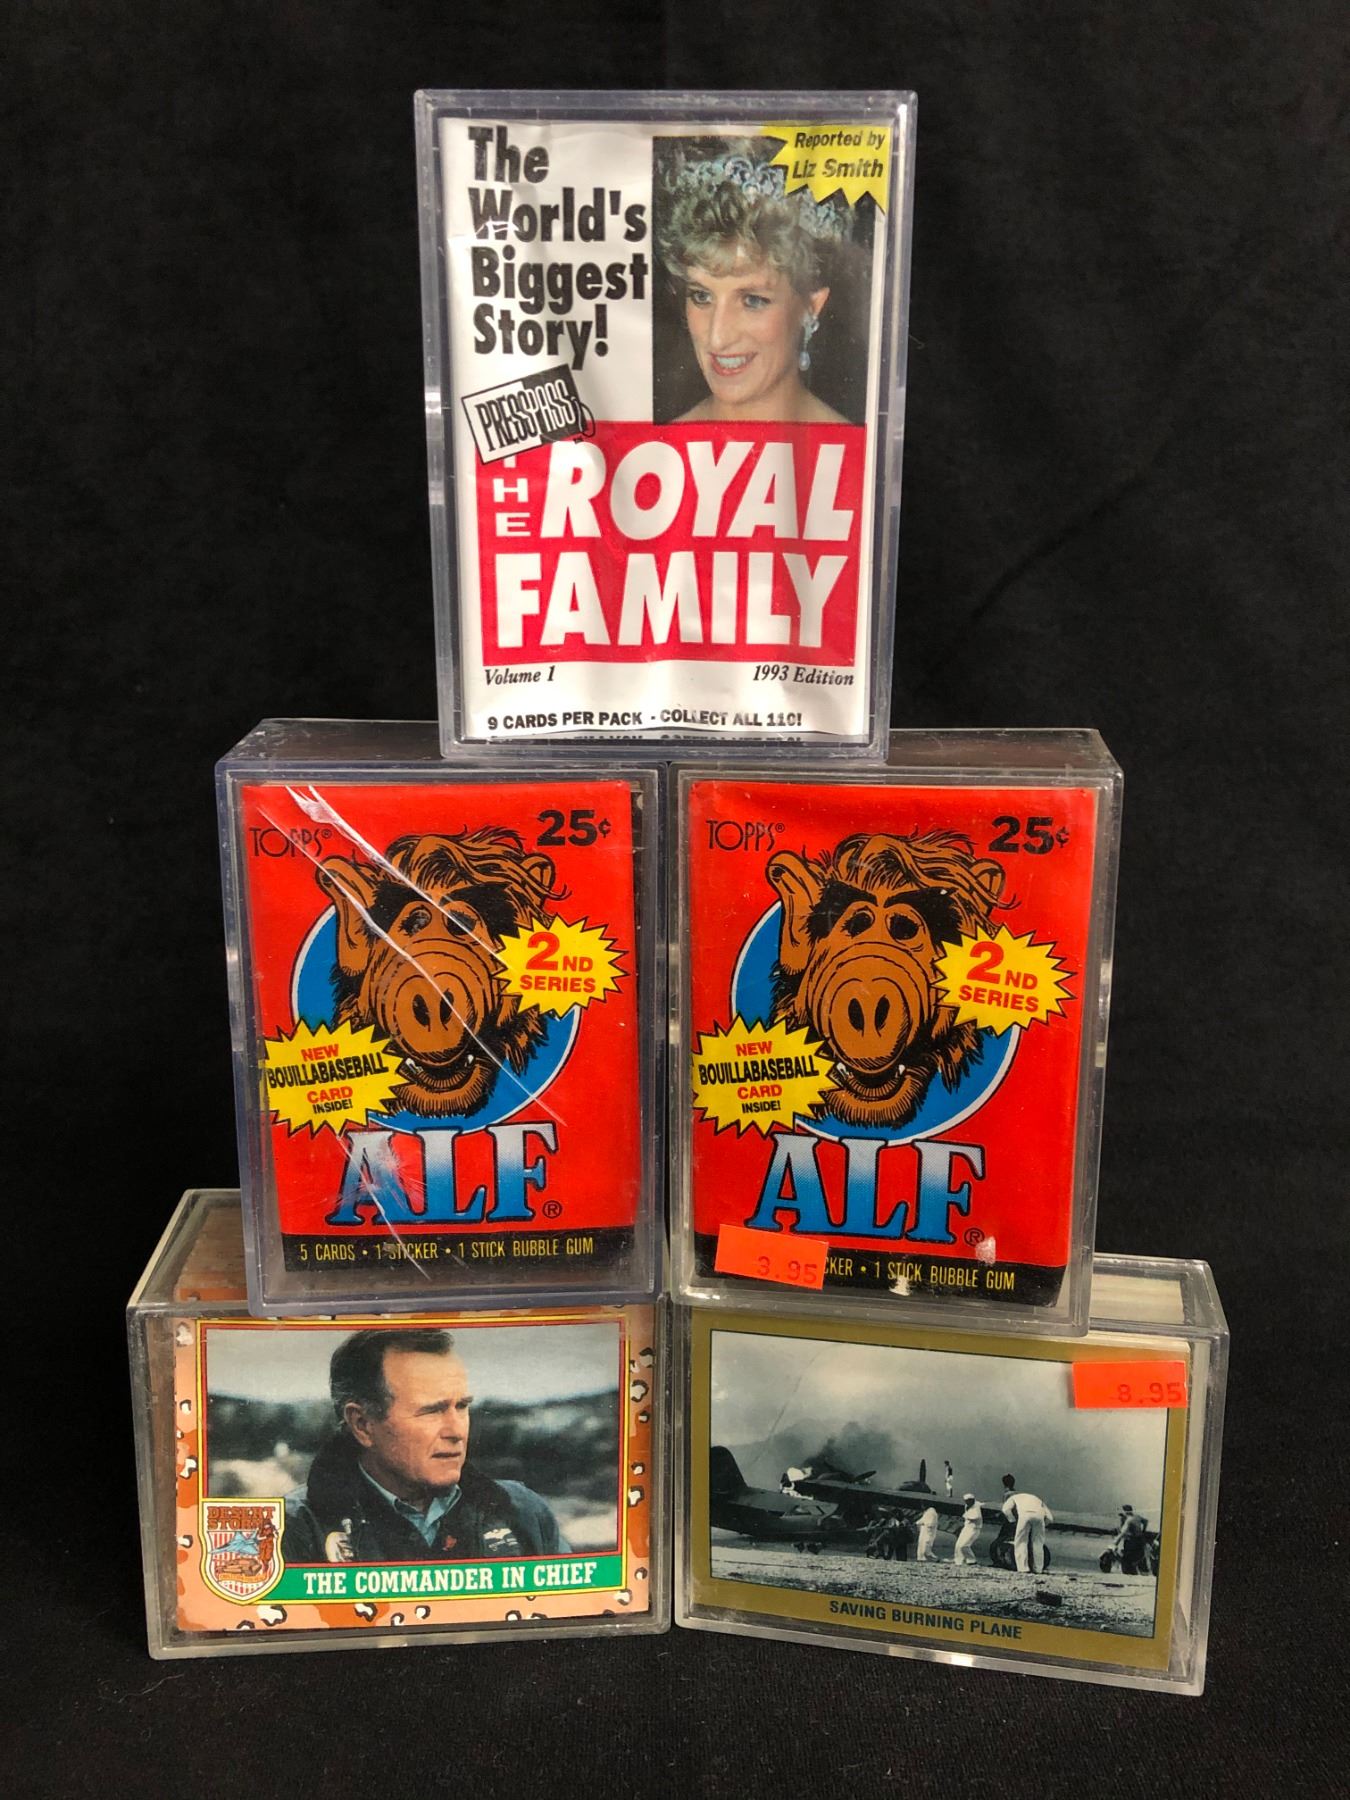 The
World's
Biggest
Story!
Reported by
Liz Smith
PRESS PASS
THE ROYAL
FAMILY
Volume 1
1993 Edition
9 CARDS PER PACK - COLLECT ALL 110!
TOPPS®
25¢
2ND
SERIES
NEW
BOUILLABASEBALL
CARD
INSIDE!
ALF®
5 CARDS • 1 STICKER • 1 STICK BUBBLE GUM
TOPPS®
25¢
2ND
SERIES
NEW
BOUILLABASEBALL
CARD
INSIDE!
ALF®
3.95
CKER • 1 STICK BUBBLE GUM
DESERT
STORM
THE COMMANDER IN CHIEF
8.95
SAVING BURNING PLANE